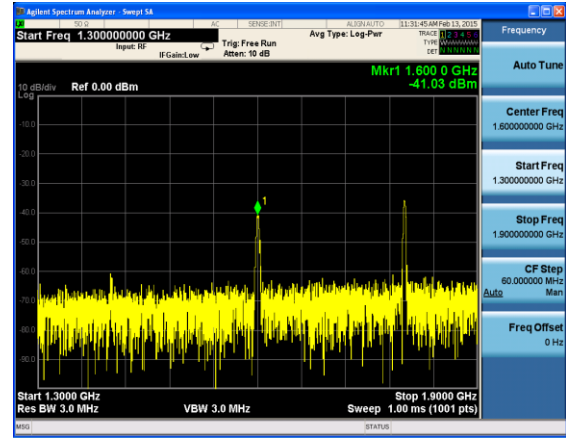 Agilent Spectrum Analyzer - Swept SA
50 Ω AC SENSE:INT ALIGNAUTO 11:31:45 AM Feb 13, 2015
Start Freq 1.300000000 GHz Avg Type: Log-Pwr TRACE 1 2 3 4 5 6
Input: RF Trig: Free Run TYPE
IFGain:Low Atten: 10 dB DET N N N N N N
Mkr1 1.600 0 GHz
-41.03 dBm
10 dB/div Ref 0.00 dBm
Log
-10.0
-20.0
-30.0
-40.0
-50.0
-60.0
-70.0
-80.0
-90.0
1
Start 1.3000 GHz Stop 1.9000 GHz
Res BW 3.0 MHz VBW 3.0 MHz Sweep 1.00 ms (1001 pts)
MSG STATUS
Frequency
Auto Tune
Center Freq
1.600000000 GHz
Start Freq
1.300000000 GHz
Stop Freq
1.900000000 GHz
CF Step
60.000000 MHz
Auto Man
Freq Offset
0 Hz